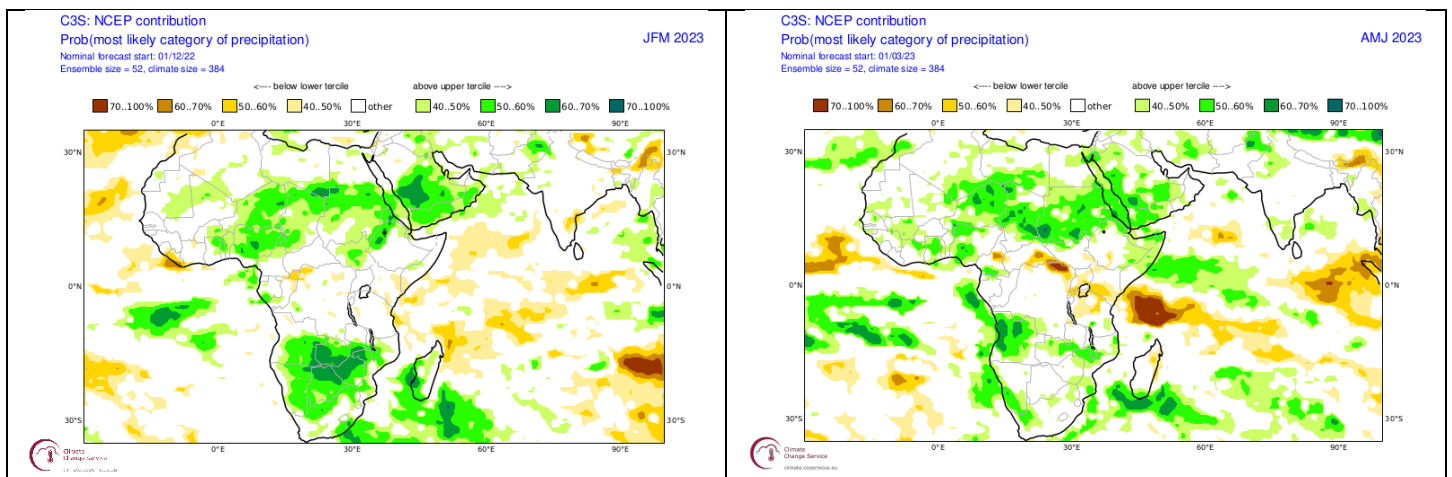 C3S: NCEP contribution
Prob(most likely category of precipitation)
JFM 2023
Nominal forecast start: 01/12/22
Ensemble size = 52, climate size = 384
<---- below lower tercile
above upper tercile ---->
70..100%
60..70%
50..60%
40..50%
other
40..50%
50..60%
60..70%
70..100%
0°E
30°E
60°E
90°E
30°N
30°N
0°N
0°N
30°S
30°S
0°E
30°E
60°E
90°E
Climate
Change Service
C3S: NCEP contribution
Prob(most likely category of precipitation)
AMJ 2023
Nominal forecast start: 01/03/23
Ensemble size = 52, climate size = 384
<---- below lower tercile
above upper tercile ---->
70..100%
60..70%
50..60%
40..50%
other
40..50%
50..60%
60..70%
70..100%
0°E
30°E
60°E
90°E
30°N
30°N
0°N
0°N
30°S
30°S
0°E
30°E
60°E
90°E
Climate
Change Service
climate.copernicus.eu